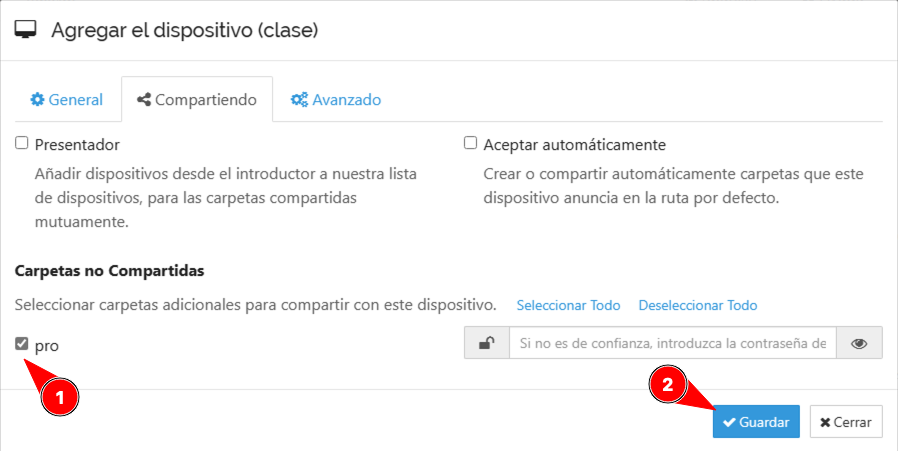 Agregar el dispositivo (clase)
General Compartiendo Avanzado
Presentador
Añadir dispositivos desde el introductor a nuestra lista
de dispositivos, para las carpetas compartidas
mutuamente.
Aceptar automáticamente
Crear o compartir automáticamente carpetas que este
dispositivo anuncia en la ruta por defecto.
Carpetas no Compartidas
Seleccionar carpetas adicionales para compartir con este dispositivo. Seleccionar Todo Deseleccionar Todo
pro
Si no es de confianza, introduzca la contraseña de
1
2
Guardar Cerrar